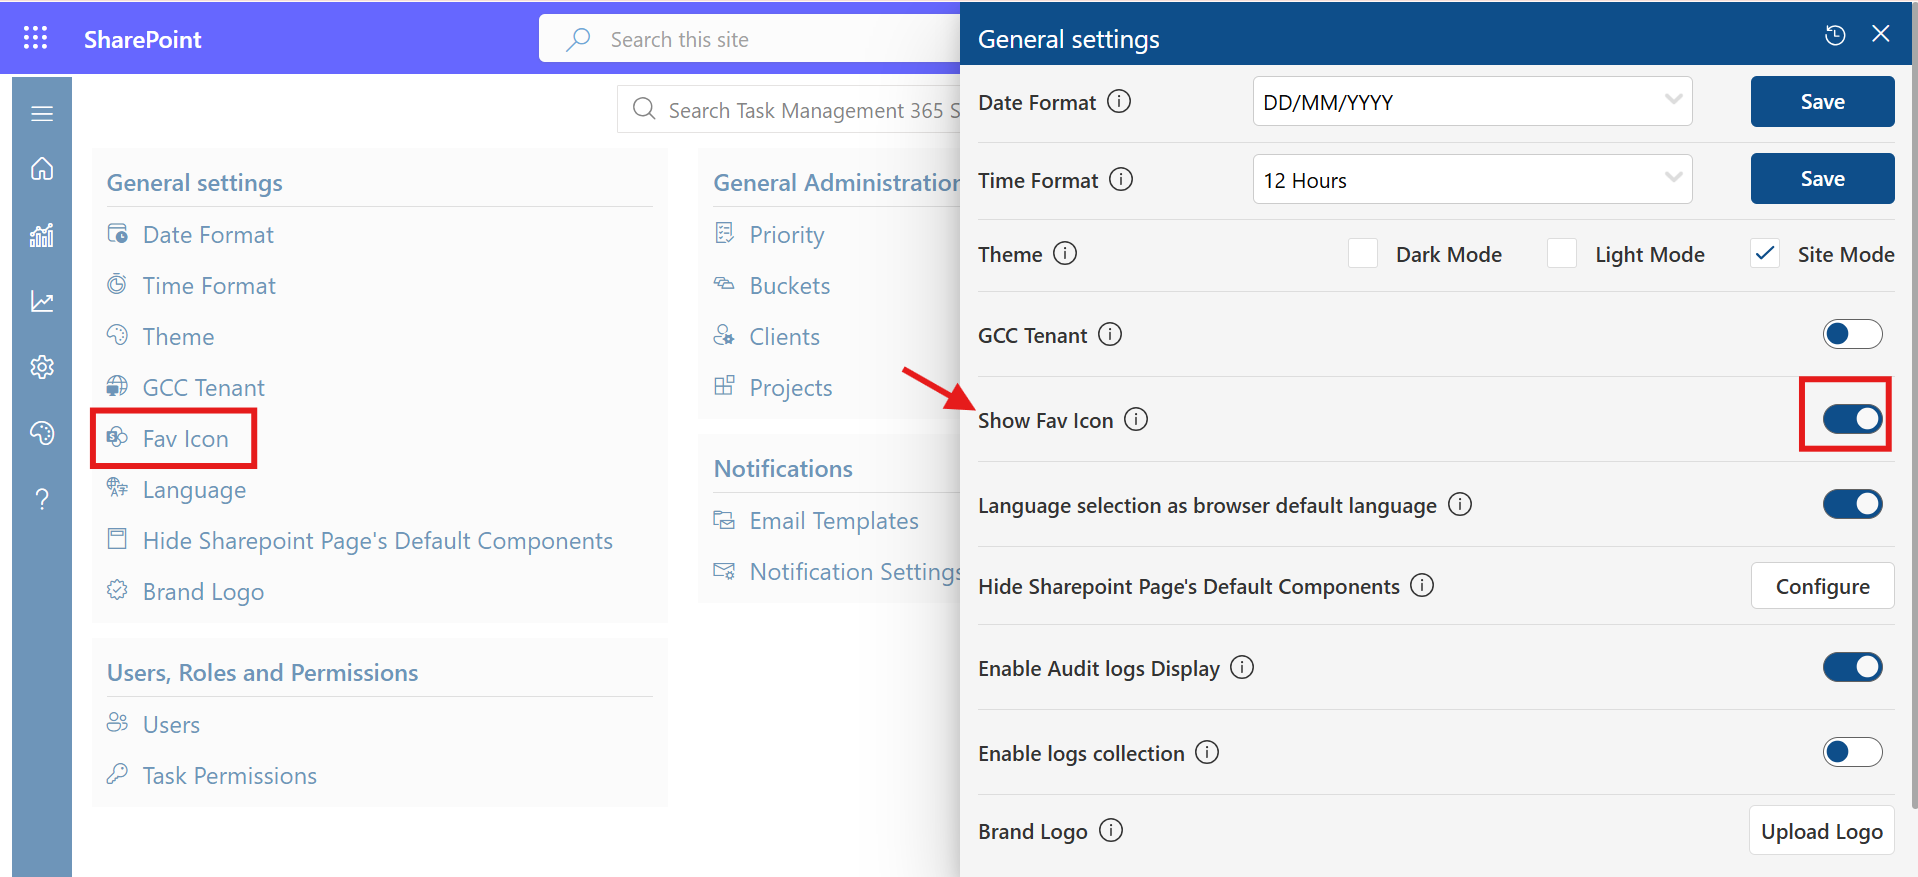 SharePoint
Search this site
Search Task Management 365 S
General settings
Date Format
Time Format
Theme
GCC Tenant
Fav Icon
Language
Hide Sharepoint Page's Default Components
Brand Logo
Users, Roles and Permissions
Users
Task Permissions
General Administration
Priority
Buckets
Clients
Projects
Notifications
Email Templates
Notification Settings
General settings
Date Format
DD/MM/YYYY
Save
Time Format
12 Hours
Save
Theme
Dark Mode
Light Mode
Site Mode
GCC Tenant
Show Fav Icon
Language selection as browser default language
Hide Sharepoint Page's Default Components
Configure
Enable Audit logs Display
Enable logs collection
Brand Logo
Upload Logo